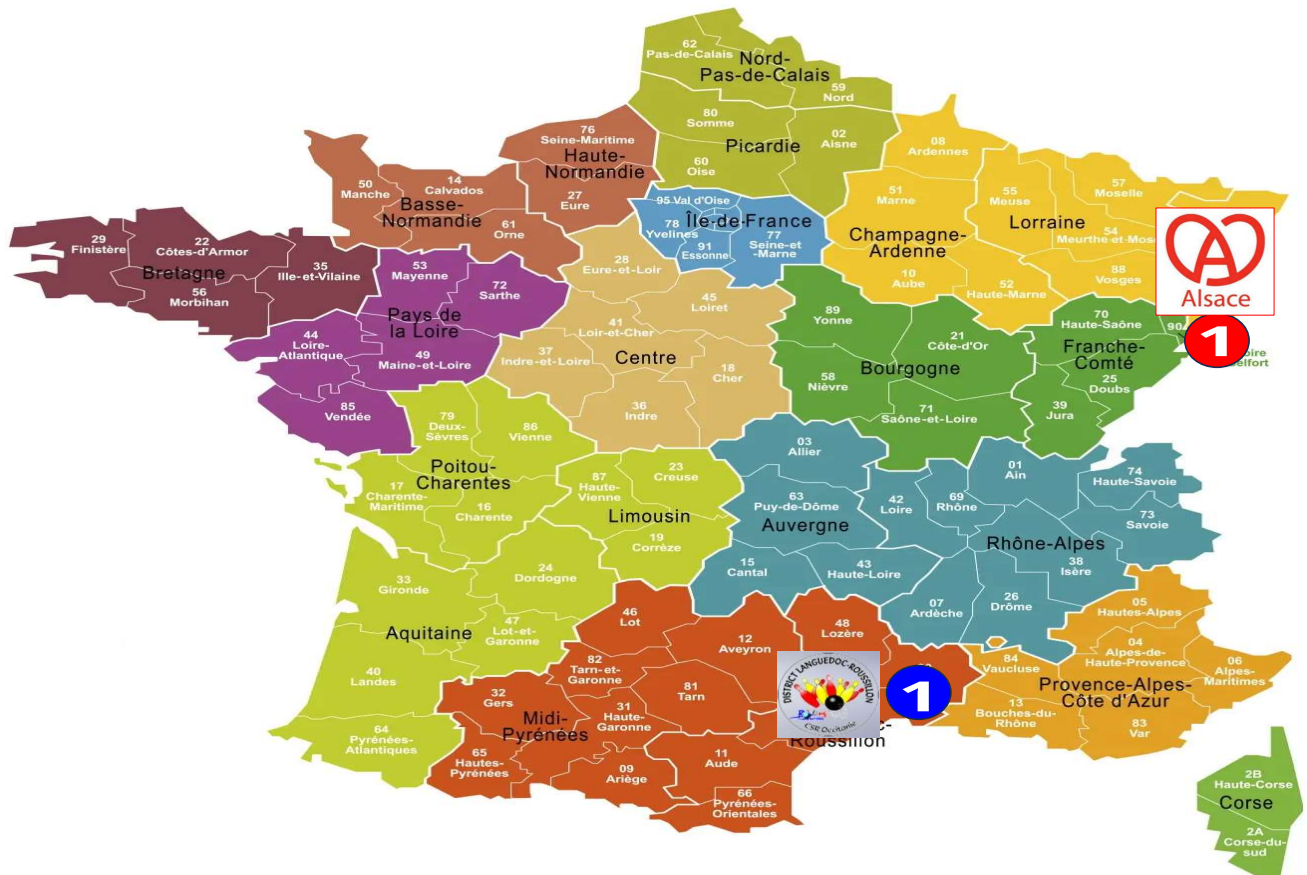 62
Pas-de-Calais
Nord-
Pas-de-Calais
59
Nord
80
Somme
02
Aisne
Picardie
60
Oise
76
Seine-Maritime
Haute-
Normandie
27
Eure
50
Manche
14
Calvados
Basse-
Normandie
61
Orne
95 Val d'Oise
Île-de-France
78
Yvelines
91
Essonne
77
Seine-et
-Marne
08
Ardennes
51
Marne
Champagne-
Ardenne
10
Aube
52
Haute-Marne
55
Meuse
57
Moselle
Lorraine
54
Meurthe-et-Mose
88
Vosges
Alsace
1
29
Finistère
22
Côtes-d'Armor
Bretagne
35
Ille-et-Vilaine
56
Morbihan
53
Mayenne
72
Sarthe
Pays de
la Loire
44
Loire-
Atlantique
49
Maine-et-Loire
85
Vendée
28
Eure-et-Loir
45
Loiret
41
Loir-et-Cher
37
Indre-et-Loire
Centre
18
Cher
36
Indre
89
Yonne
21
Côte-d'Or
58
Nièvre
Bourgogne
71
Saône-et-Loire
70
Haute-Saône
90
oire
elfort
Franche-
Comté
25
Doubs
39
Jura
79
Deux-
Sèvres
86
Vienne
Poitou-
Charentes
17
Charente-
Maritime
16
Charente
87
Haute-
Vienne
23
Creuse
Limousin
19
Corrèze
03
Allier
63
Puy-de-Dôme
Auvergne
15
Cantal
43
Haute-Loire
42
Loire
69
Rhône
01
Ain
74
Haute-Savoie
73
Savoie
Rhône-Alpes
38
Isère
07
Ardèche
26
Drôme
33
Gironde
24
Dordogne
47
Lot-et-
Garonne
Aquitaine
40
Landes
64
Pyrénées-
Atlantiques
46
Lot
12
Aveyron
82
Tarn-et-
Garonne
81
Tarn
32
Gers
31
Haute-
Garonne
Midi-
Pyrénées
65
Hautes-
Pyrénées
09
Ariège
48
Lozère
DISTRICT LANGUEDOC-ROUSSILLON
CSR Occitanie
1
c-
Roussillon
11
Aude
66
Pyrénées-
Orientales
05
Hautes-Alpes
04
Alpes-de-
Haute-Provence
06
Alpes-
Maritimes
84
Vaucluse
Provence-Alpes-
Côte d'Azur
13
Bouches-du-
Rhône
83
Var
2B
Haute-Corse
Corse
2A
Corse-du-
sud